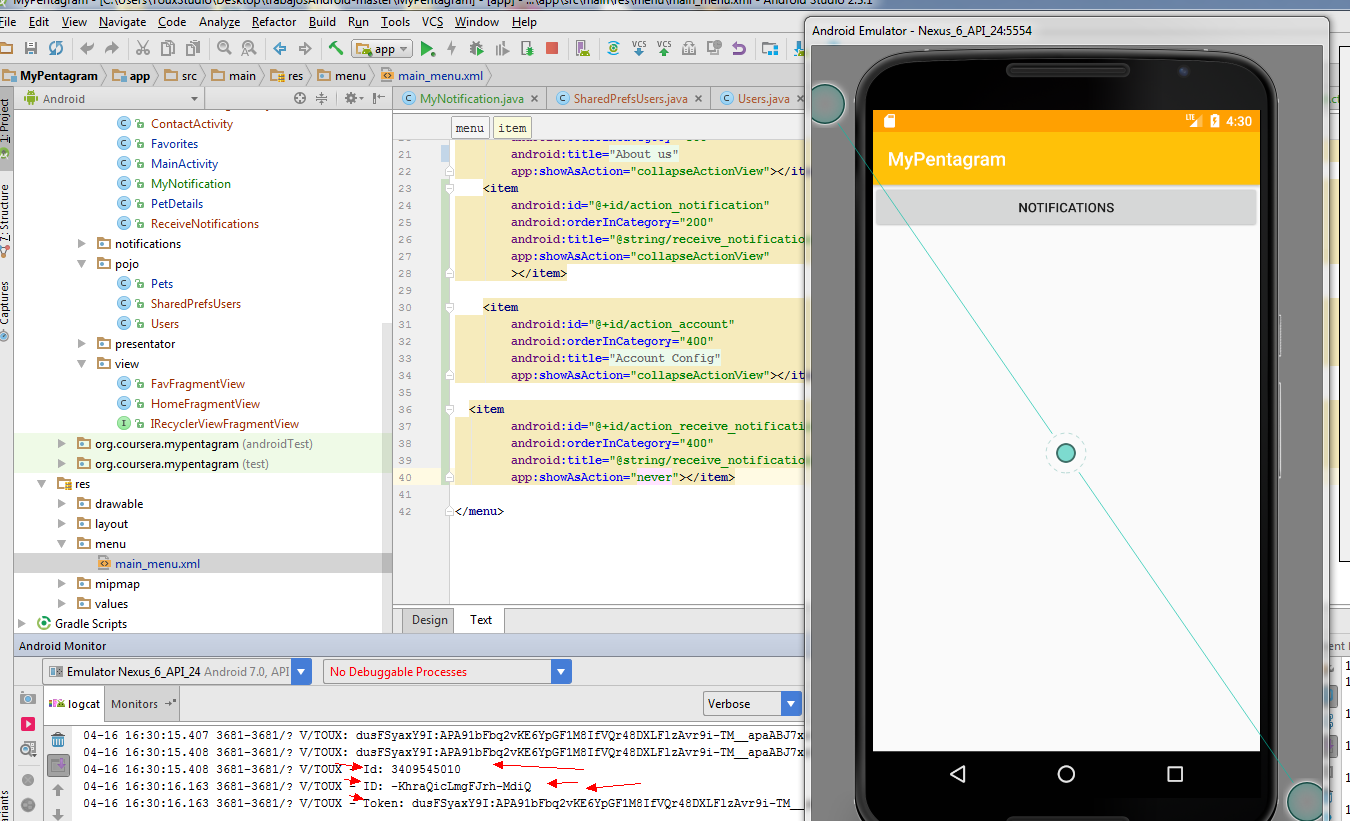 MyPentagram - [C:\Users\TouxStudio\Desktop\trabajosAndroid-master\MyPentagram] - [app] - ...\app\src\main\res\menu\main_menu.xml - Android Studio 2.3.1
File Edit View Navigate Code Analyze Refactor Build Run Tools VCS Window Help
app
VCS VCS
MyPentagram app src main res menu main_menu.xml
Android
MyNotification.java SharedPrefsUsers.java Users.java
menu item
1: Project
Z: Structure
Captures
ContactActivity
Favorites
MainActivity
MyNotification
PetDetails
ReceiveNotifications
notifications
pojo
Pets
SharedPrefsUsers
Users
presentator
view
FavFragmentView
HomeFragmentView
IRecyclerViewFragmentView
org.coursera.mypentagram (androidTest)
org.coursera.mypentagram (test)
res
drawable
layout
menu
main_menu.xml
mipmap
values
Gradle Scripts
21 android:title="About us"
22 app:showAsAction="collapseActionView"></it
23 <item
24 android:id="@+id/action_notification"
25 android:orderInCategory="200"
26 android:title="@string/receive_notificatio
27 app:showAsAction="collapseActionView"
28 ></item>
29
30 <item
31 android:id="@+id/action_account"
32 android:orderInCategory="400"
33 android:title="Account Config"
34 app:showAsAction="collapseActionView"></it
35
36 <item
37 android:id="@+id/action_receive_notificatio
38 android:orderInCategory="400"
39 android:title="@string/receive_notificatio
40 app:showAsAction="never"></item>
41
42 </menu>
Design Text
Android Monitor
Emulator Nexus_6_API_24 Android 7.0, API
No Debuggable Processes
logcat Monitors
Verbose
04-16 16:30:15.407 3681-3681/? V/TOUX: dusFSyaxY9I:APA91bFbq2vKE6YpGF1M8IfVQr48DXLFlzAvr9i-TM__apaABJ7x
04-16 16:30:15.408 3681-3681/? V/TOUX: dusFSyaxY9I:APA91bFbq2vKE6YpGF1M8IfVQr48DXLFlzAvr9i-TM__apaABJ7x
04-16 16:30:15.408 3681-3681/? V/TOUX - Id: 3409545010
04-16 16:30:16.163 3681-3681/? V/TOUX - ID: -KhraQicLmgFJrh-MdiQ
04-16 16:30:16.163 3681-3681/? V/TOUX - Token: dusFSyaxY9I:APA91bFbq2vKE6YpGF1M8IfVQr48DXLFlzAvr9i-TM__
Android Emulator - Nexus_6_API_24:5554
LTE 4:30
MyPentagram
NOTIFICATIONS